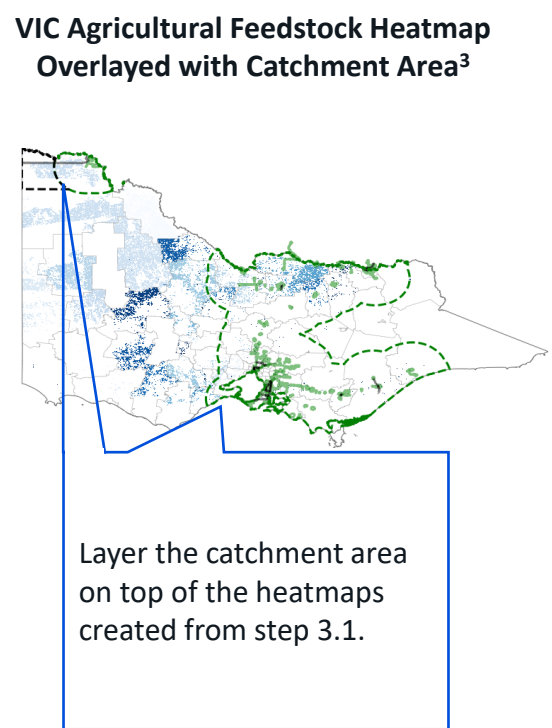 VIC Agricultural Feedstock Heatmap
Overlayed with Catchment Area³
Layer the catchment area
on top of the heatmaps
created from step 3.1.